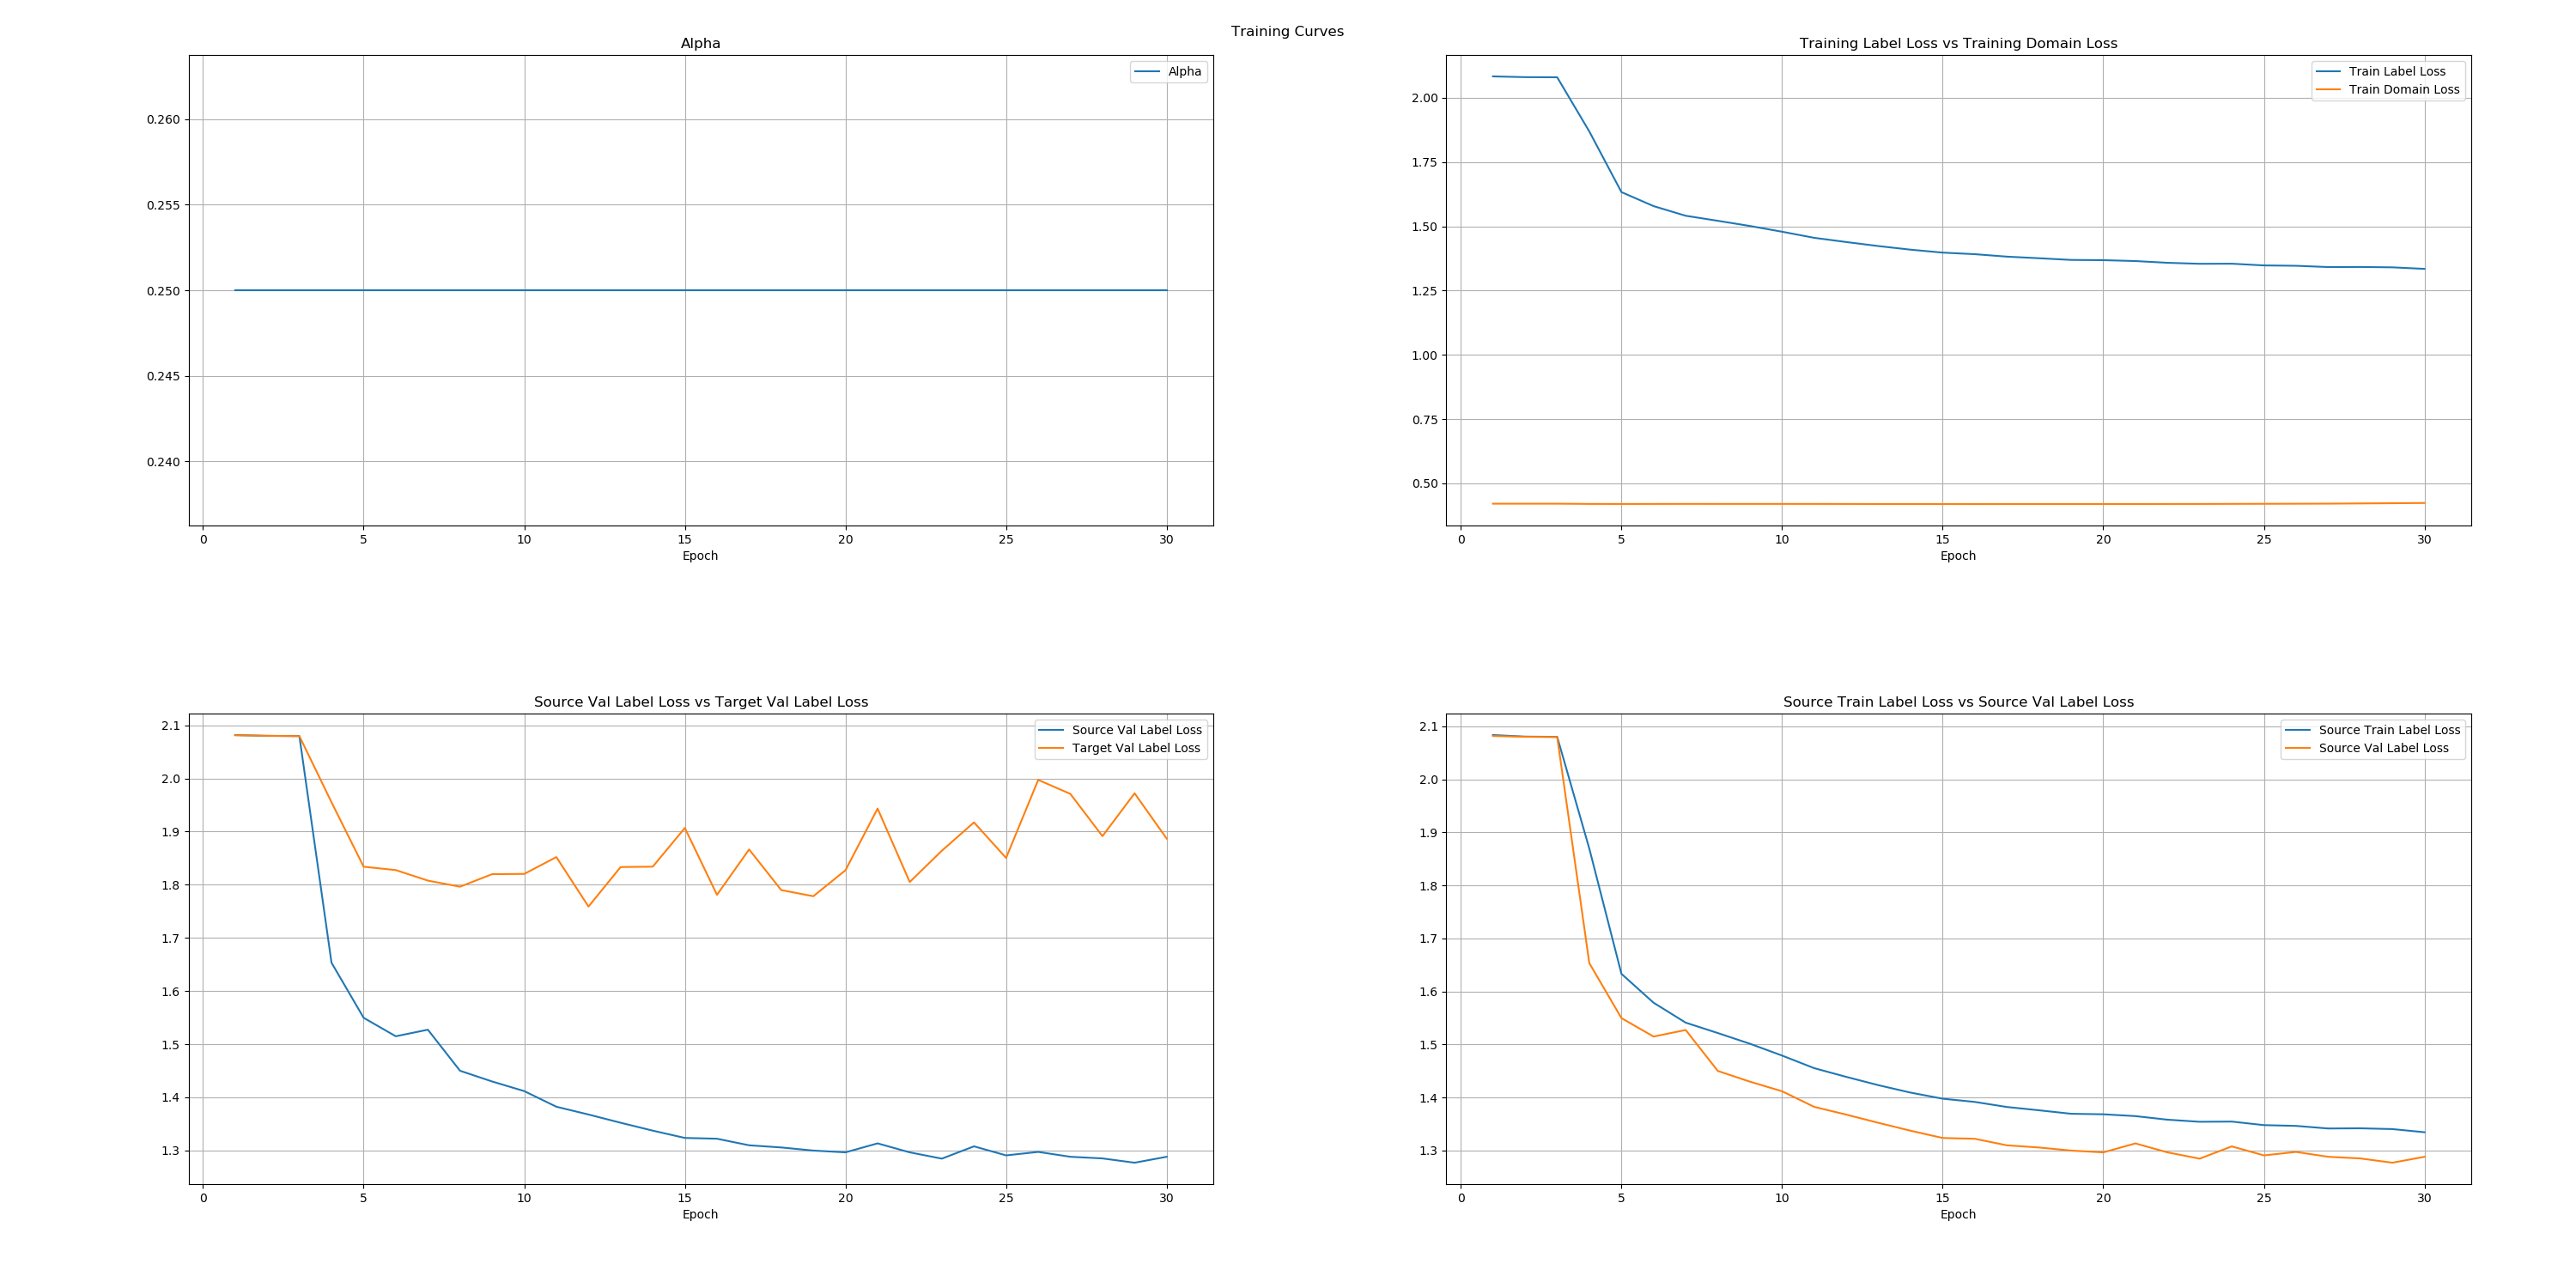 Training Curves
Alpha
Alpha
0.260
0.255
0.250
0.245
0.240
0 5 10 15 20 25 30
Epoch
Training Label Loss vs Training Domain Loss
Train Label Loss
Train Domain Loss
2.00
1.75
1.50
1.25
1.00
0.75
0.50
0 5 10 15 20 25 30
Epoch
Source Val Label Loss vs Target Val Label Loss
Source Val Label Loss
Target Val Label Loss
2.1
2.0
1.9
1.8
1.7
1.6
1.5
1.4
1.3
0 5 10 15 20 25 30
Epoch
Source Train Label Loss vs Source Val Label Loss
Source Train Label Loss
Source Val Label Loss
2.1
2.0
1.9
1.8
1.7
1.6
1.5
1.4
1.3
0 5 10 15 20 25 30
Epoch